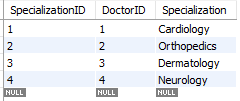 SpecializationID DoctorID Specialization
1 1 Cardiology
2 2 Orthopedics
3 3 Dermatology
4 4 Neurology
NULL NULL NULL